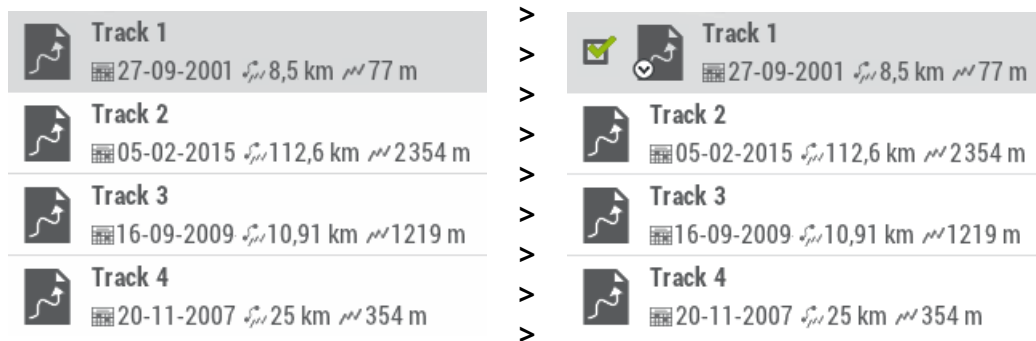 Track 1
27-09-2001 8,5 km 77 m
Track 2
05-02-2015 112,6 km 2354 m
Track 3
16-09-2009 10,91 km 1219 m
Track 4
20-11-2007 25 km 354 m
>
>
>
>
>
>
>
>
>
Track 1
27-09-2001 8,5 km 77 m
Track 2
05-02-2015 112,6 km 2354 m
Track 3
16-09-2009 10,91 km 1219 m
Track 4
20-11-2007 25 km 354 m